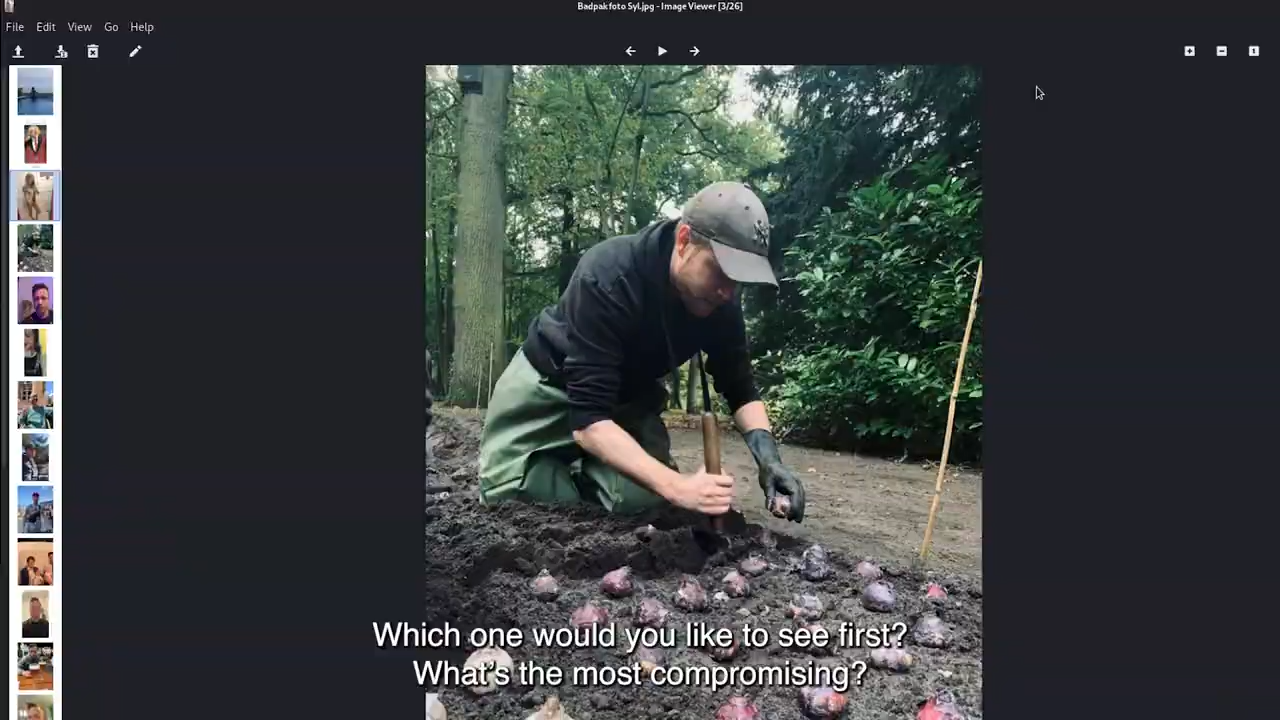 Badpakfoto Syl.jpg - Image Viewer [3/26]
File Edit View Go Help
Which one would you like to see first?
What's the most compromising?